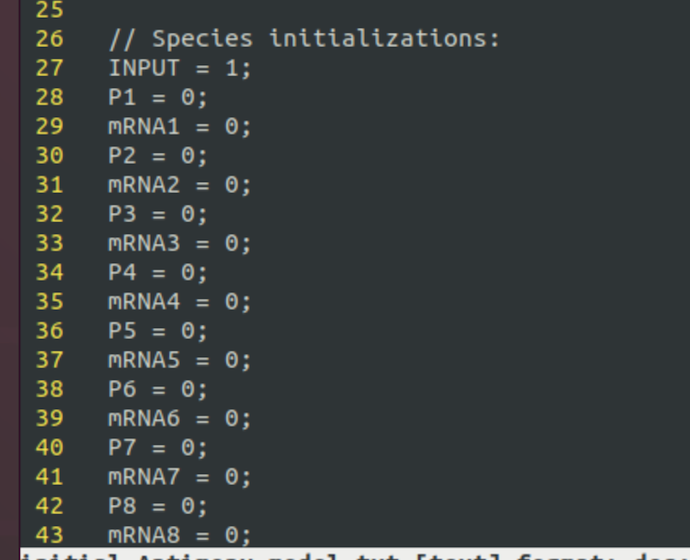 25
26 // Species initializations:
27 INPUT = 1;
28 P1 = 0;
29 mRNA1 = 0;
30 P2 = 0;
31 mRNA2 = 0;
32 P3 = 0;
33 mRNA3 = 0;
34 P4 = 0;
35 mRNA4 = 0;
36 P5 = 0;
37 mRNA5 = 0;
38 P6 = 0;
39 mRNA6 = 0;
40 P7 = 0;
41 mRNA7 = 0;
42 P8 = 0;
43 mRNA8 = 0;